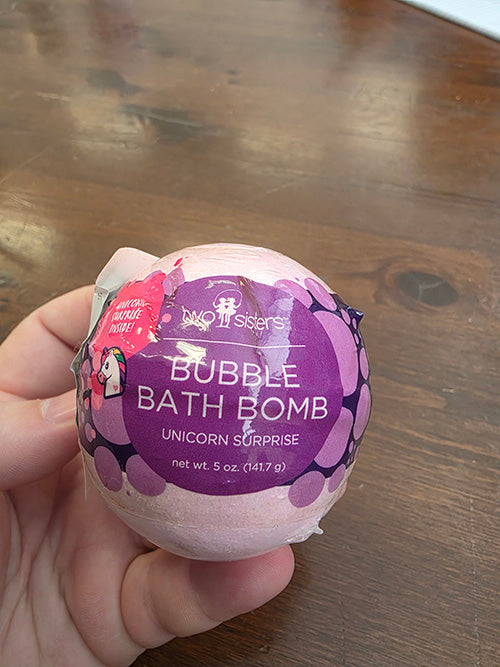 UNICORN
SURPRISE
INSIDE!
two sisters
BUBBLE
BATH BOMB
UNICORN SURPRISE
net wt. 5 oz. (141.7 g)